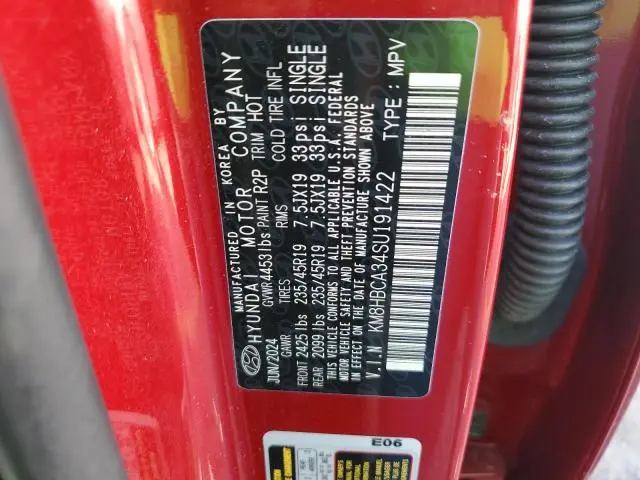 MANUFACTURED IN KOREA BY
HYUNDAI MOTOR COMPANY
JUN/2024 GVWR 4453 lbs PAINT R2P TRIM HOT
GAWR TIRES RIMS COLD TIRE INFL
FRONT 2425 lbs 235/45R19 7.5JX19 33psi SINGLE
REAR 2099 lbs 235/45R19 7.5JX19 33psi SINGLE
THIS VEHICLE CONFORMS TO ALL APPLICABLE U.S.A. FEDERAL
MOTOR VEHICLE SAFETY AND THEFT PREVENTION STANDARDS
IN EFFECT ON THE DATE OF MANUFACTURE SHOWN ABOVE
V.I.N : KM8HBCA34SU191422 TYPE : MPV
E06